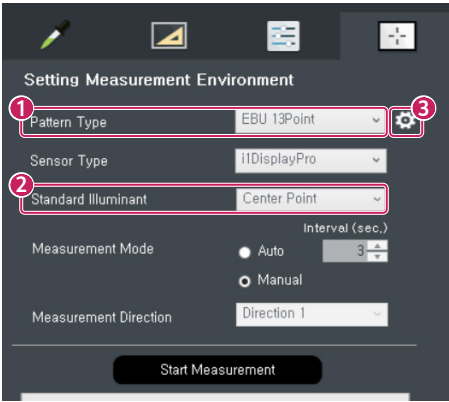 Setting Measurement Environment
1
Pattern Type EBU 13Point 3
Sensor Type i1DisplayPro
2
Standard Illuminant Center Point
Interval (sec.)
Measurement Mode Auto 3
Manual
Measurement Direction Direction 1
Start Measurement